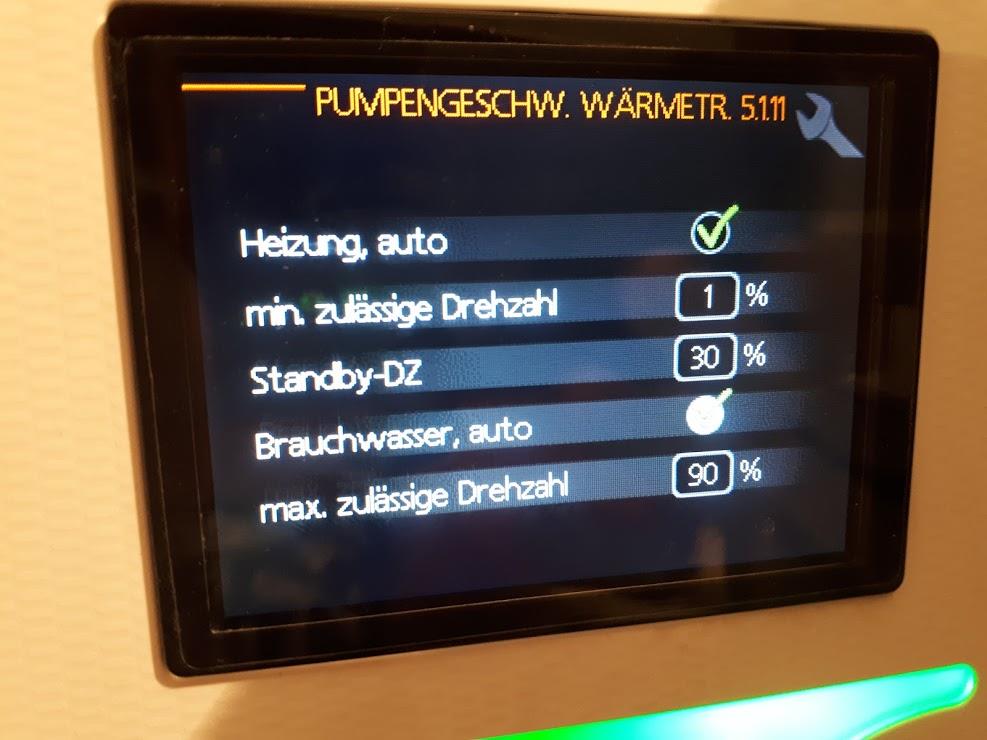 PUMPENGESCHW. WÄRMETR. 5.1.11
Heizung, auto
min. zulässige Drehzahl 1 %
Standby-DZ 30 %
Brauchwasser, auto
max. zulässige Drehzahl 90 %